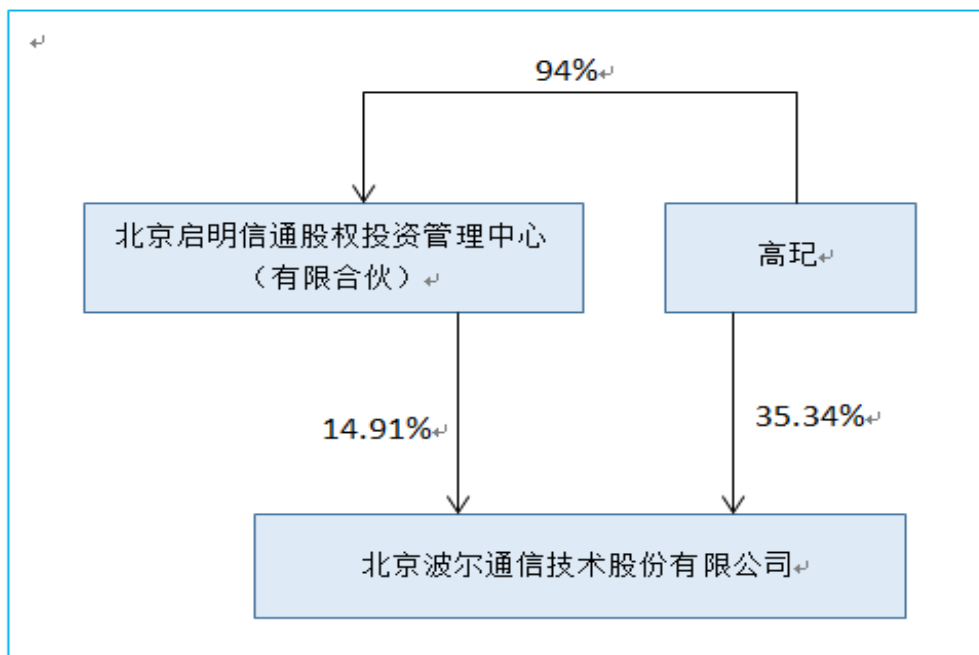 94%
北京启明信通股权投资管理中心
（有限合伙）
高玘
14.91%
35.34%
北京波尔通信技术股份有限公司